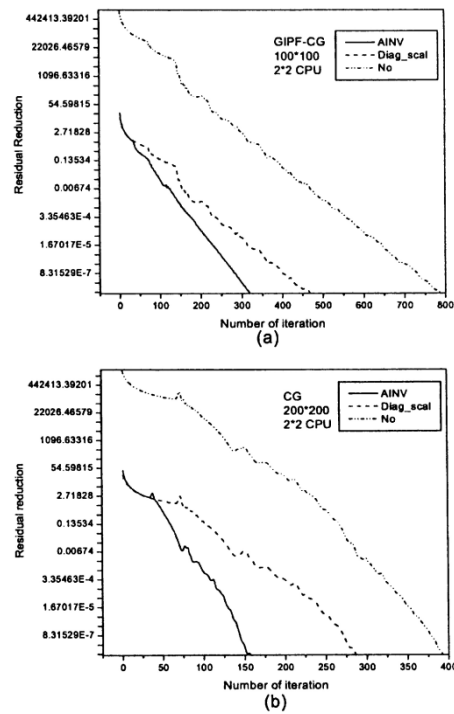 442413.39201
22026.46579
1096.63316
54.59815
2.71828
0.13534
0.00674
3.35463E-4
1.67017E-5
8.31529E-7
Residual Reduction
GIPF-CG
100*100
2*2 CPU
AINV
Diag_scal
No
0 100 200 300 400 500 600 700 800
Number of iteration
(a)
442413.39201
22026.46579
1096.63316
54.59815
2.71828
0.13534
0.00674
3.35463E-4
1.67017E-5
8.31529E-7
Residual reduction
CG
200*200
2*2 CPU
AINV
Diag_scal
No
0 50 100 150 200 250 300 350 400
Number of iteration
(b)